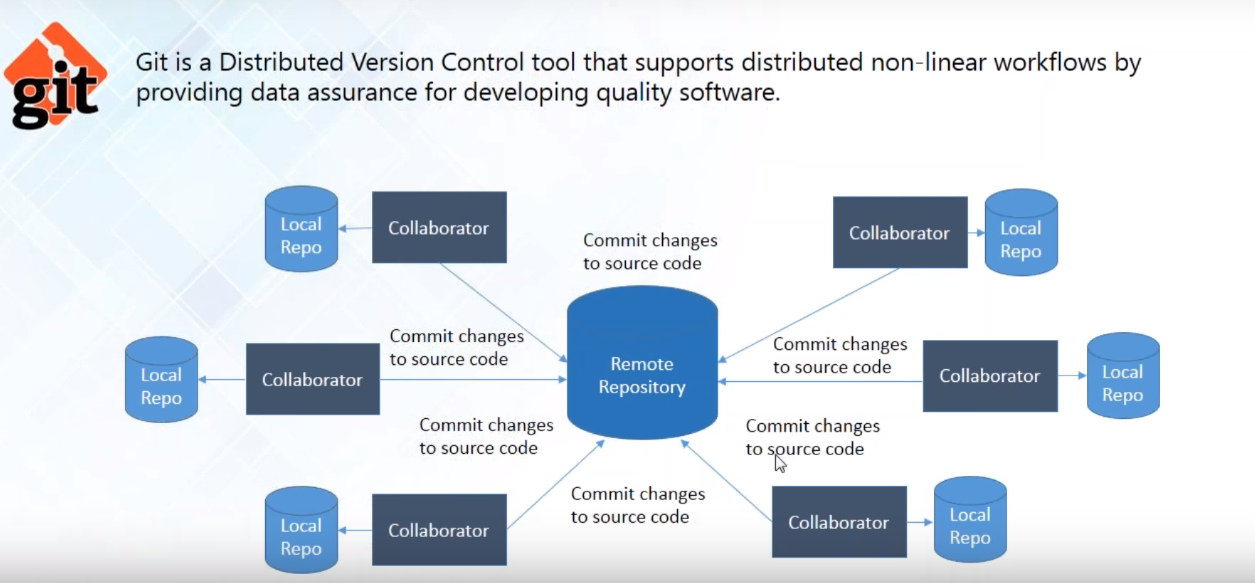 git
Git is a Distributed Version Control tool that supports distributed non-linear workflows by
providing data assurance for developing quality software.
Local
Repo
Collaborator
Commit changes
to source code
Collaborator
Local
Repo
Local
Repo
Collaborator
Commit changes
to source code
Remote
Repository
Commit changes
to source code
Collaborator
Local
Repo
Commit changes
to source code
Commit changes
to source code
Local
Repo
Collaborator
Commit changes
to source code
Collaborator
Local
Repo